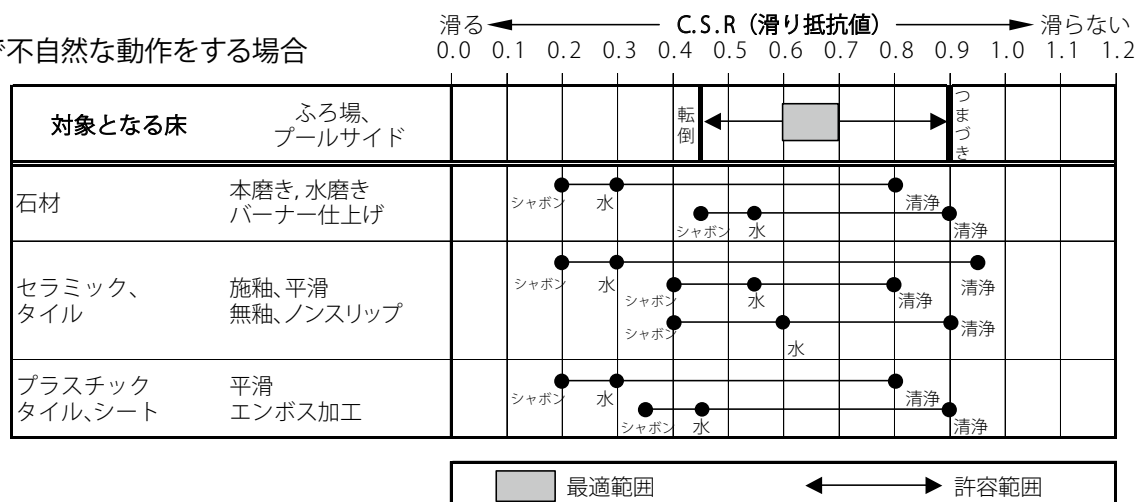 滑る C.S.R（滑り抵抗値） 滑らない
で不自然な動作をする場合
0.0 0.1 0.2 0.3 0.4 0.5 0.6 0.7 0.8 0.9 1.0 1.1 1.2
対象となる床
ふろ場、
プールサイド
転倒
つまづき
石材
本磨き, 水磨き
バーナー仕上げ
シャボン 水 清浄
シャボン 水 清浄
セラミック、
タイル
施釉、平滑
無釉、ノンスリップ
シャボン 水 清浄
シャボン 水 清浄
シャボン 水 清浄
プラスチック
タイル、シート
平滑
エンボス加工
シャボン 水 清浄
シャボン 水 清浄
最適範囲 許容範囲